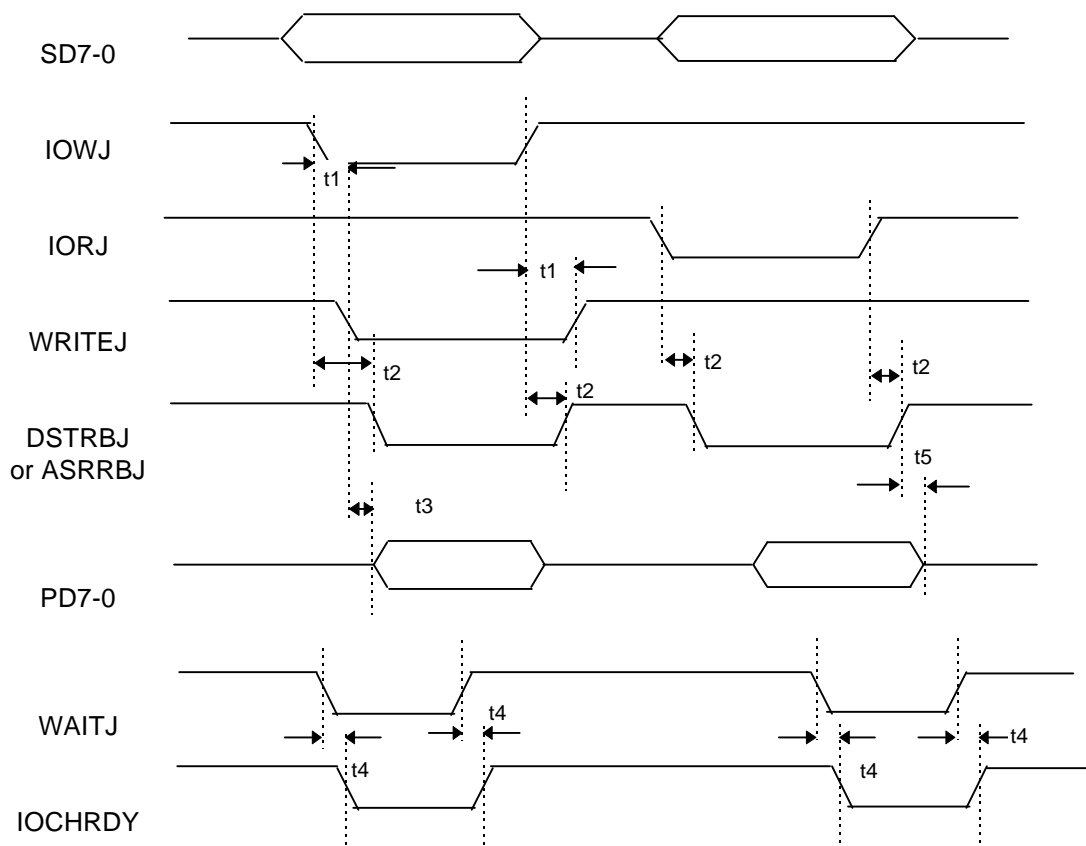 SD7-0
IOWJ
t1
IORJ
t1
WRITEJ
t2
t2
t2
t2
DSTRBJ
or ASRRBJ
t5
t3
PD7-0
WAITJ
t4
t4
t4
t4
IOCHRDY